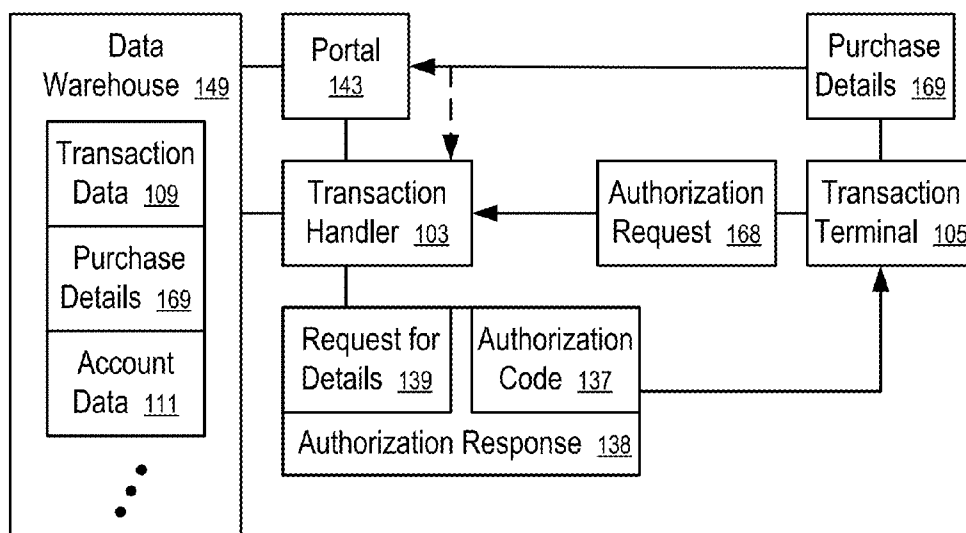 Data
Warehouse 149
Transaction
Data 109
Purchase
Details 169
Account
Data 111
Portal
143
Purchase
Details 169
Transaction
Handler 103
Authorization
Request 168
Transaction
Terminal 105
Request for
Details 139
Authorization
Code 137
Authorization Response 138